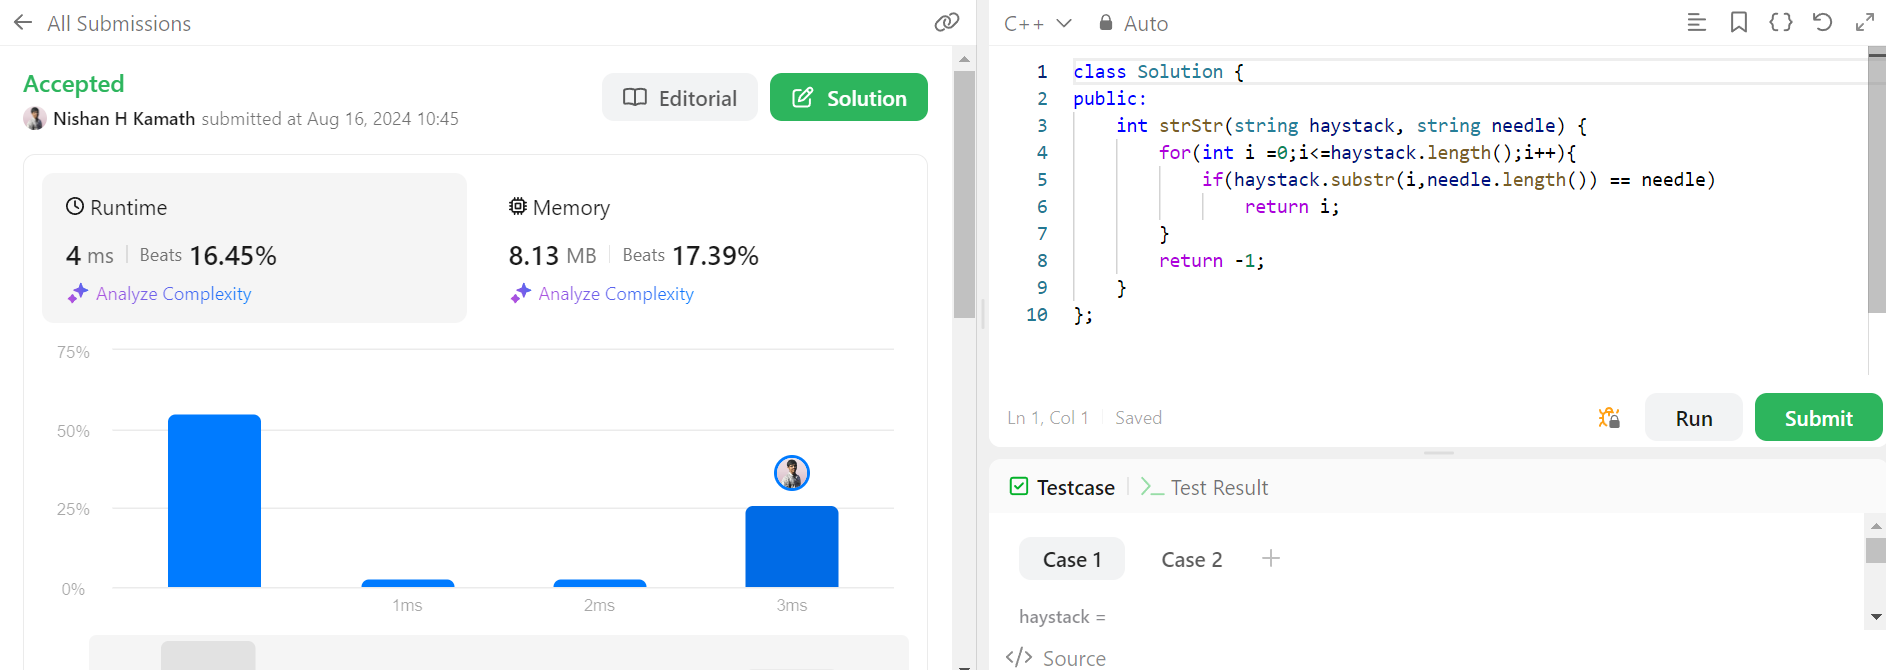 All Submissions
Accepted
Nishan H Kamath submitted at Aug 16, 2024 10:45
Editorial
Solution
Runtime
4 ms Beats 16.45%
Analyze Complexity
Memory
8.13 MB Beats 17.39%
Analyze Complexity
75%
50%
25%
0%
1ms
2ms
3ms
C++ Auto
1 class Solution {
2 public:
3 int strStr(string haystack, string needle) {
4 for(int i =0;i<=haystack.length();i++){
5 if(haystack.substr(i,needle.length()) == needle)
6 return i;
7 }
8 return -1;
9 }
10 };
Ln 1, Col 1 Saved
Run
Submit
Testcase
Test Result
Case 1
Case 2
haystack =
Source